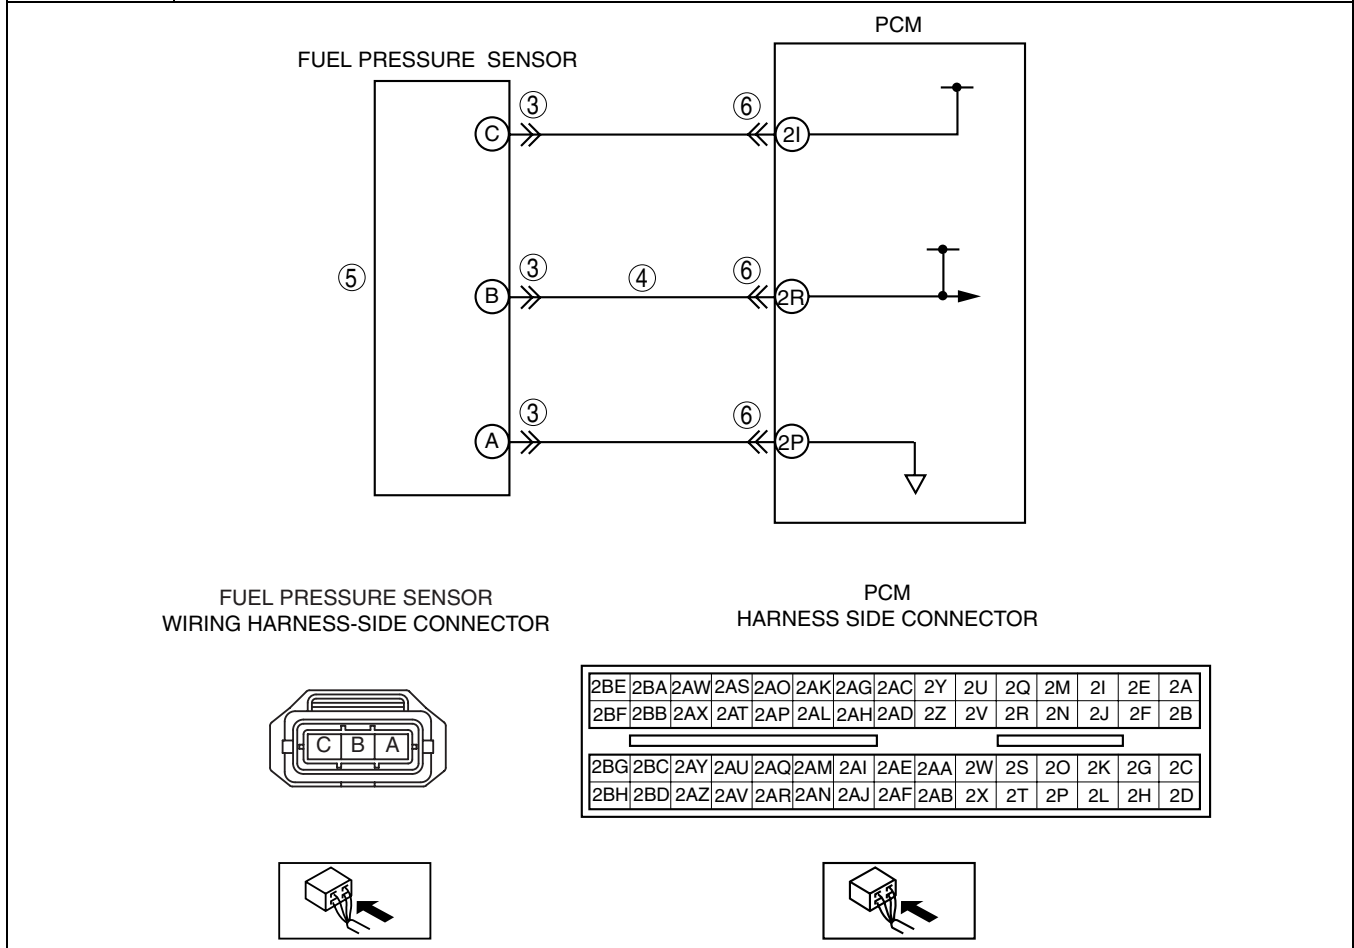 PCM
FUEL PRESSURE SENSOR
③ ⑥
C 2I
③ ④ ⑥
⑤
B 2R
③ ⑥
A 2P
FUEL PRESSURE SENSOR
WIRING HARNESS-SIDE CONNECTOR
PCM
HARNESS SIDE CONNECTOR
C B A
2BE 2BA 2AW 2AS 2AO 2AK 2AG 2AC 2Y 2U 2Q 2M 2I 2E 2A
2BF 2BB 2AX 2AT 2AP 2AL 2AH 2AD 2Z 2V 2R 2N 2J 2F 2B
2BG 2BC 2AY 2AU 2AQ 2AM 2AI 2AE 2AA 2W 2S 2O 2K 2G 2C
2BH 2BD 2AZ 2AV 2AR 2AN 2AJ 2AF 2AB 2X 2T 2P 2L 2H 2D